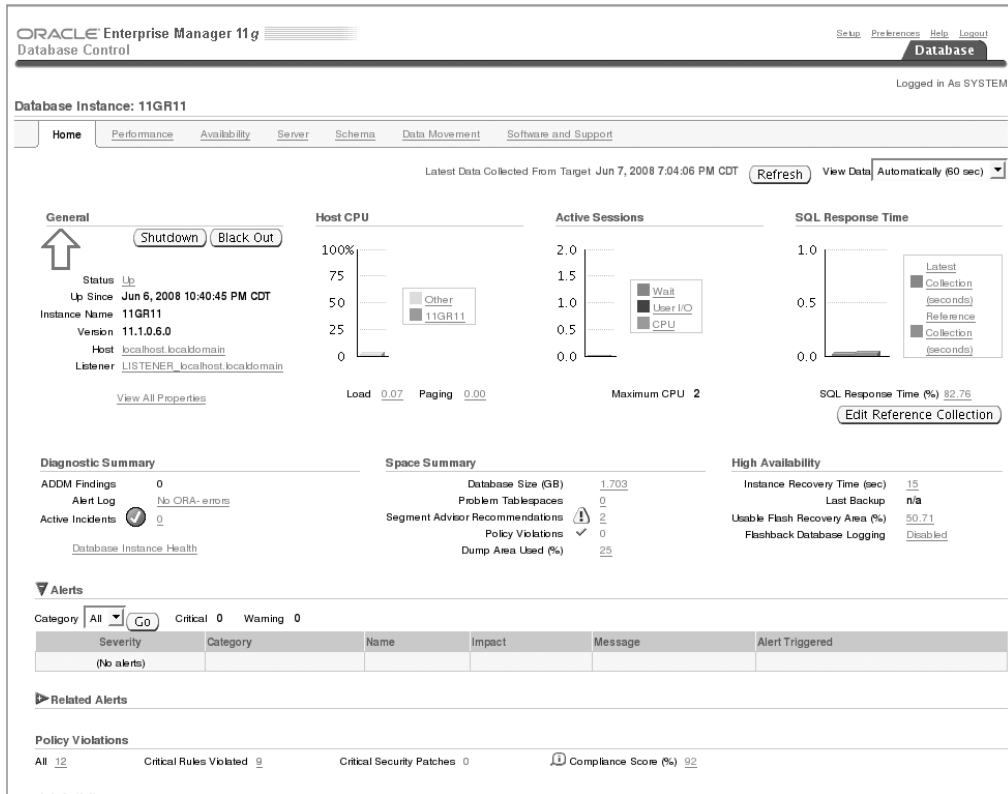 ORACLE Enterprise Manager 11g
Database Control
Setup Preferences Help Logout
Database
Logged in As SYSTEM
Database Instance: 11GR11
Home Performance Availability Server Schema Data Movement Software and Support
Latest Data Collected From Target Jun 7, 2008 7:04:06 PM CDT Refresh View Data Automatically (60 sec)
General
Shutdown Black Out
Status Up
Up Since Jun 6, 2008 10:40:45 PM CDT
Instance Name 11GR11
Version 11.1.0.6.0
Host localhost.localdomain
Listener LISTENER_localhost.localdomain
View All Properties
Host CPU
100%
75
50
25
0
Other
11GR11
Load 0.07 Paging 0.00
Active Sessions
2.0
1.5
1.0
0.5
0.0
Wait
User I/O
CPU
Maximum CPU 2
SQL Response Time
1.0
0.5
0.0
Latest
Collection
(seconds)
Reference
Collection
(seconds)
SQL Response Time (%) 82.76
Edit Reference Collection
Diagnostic Summary
ADDM Findings 0
Alert Log No ORA- errors
Active Incidents 0
Database Instance Health
Space Summary
Database Size (GB) 1.703
Problem Tablespaces 0
Segment Advisor Recommendations 2
Policy Violations 0
Dump Area Used (%) 25
High Availability
Instance Recovery Time (sec) 15
Last Backup n/a
Usable Flash Recovery Area (%) 50.71
Flashback Database Logging Disabled
Alerts
Category All Go Critical 0 Warning 0
Severity Category Name Impact Message Alert Triggered
(No alerts)
Related Alerts
Policy Violations
All 12 Critical Rules Violated 9 Critical Security Patches 0 Compliance Score (%) 92